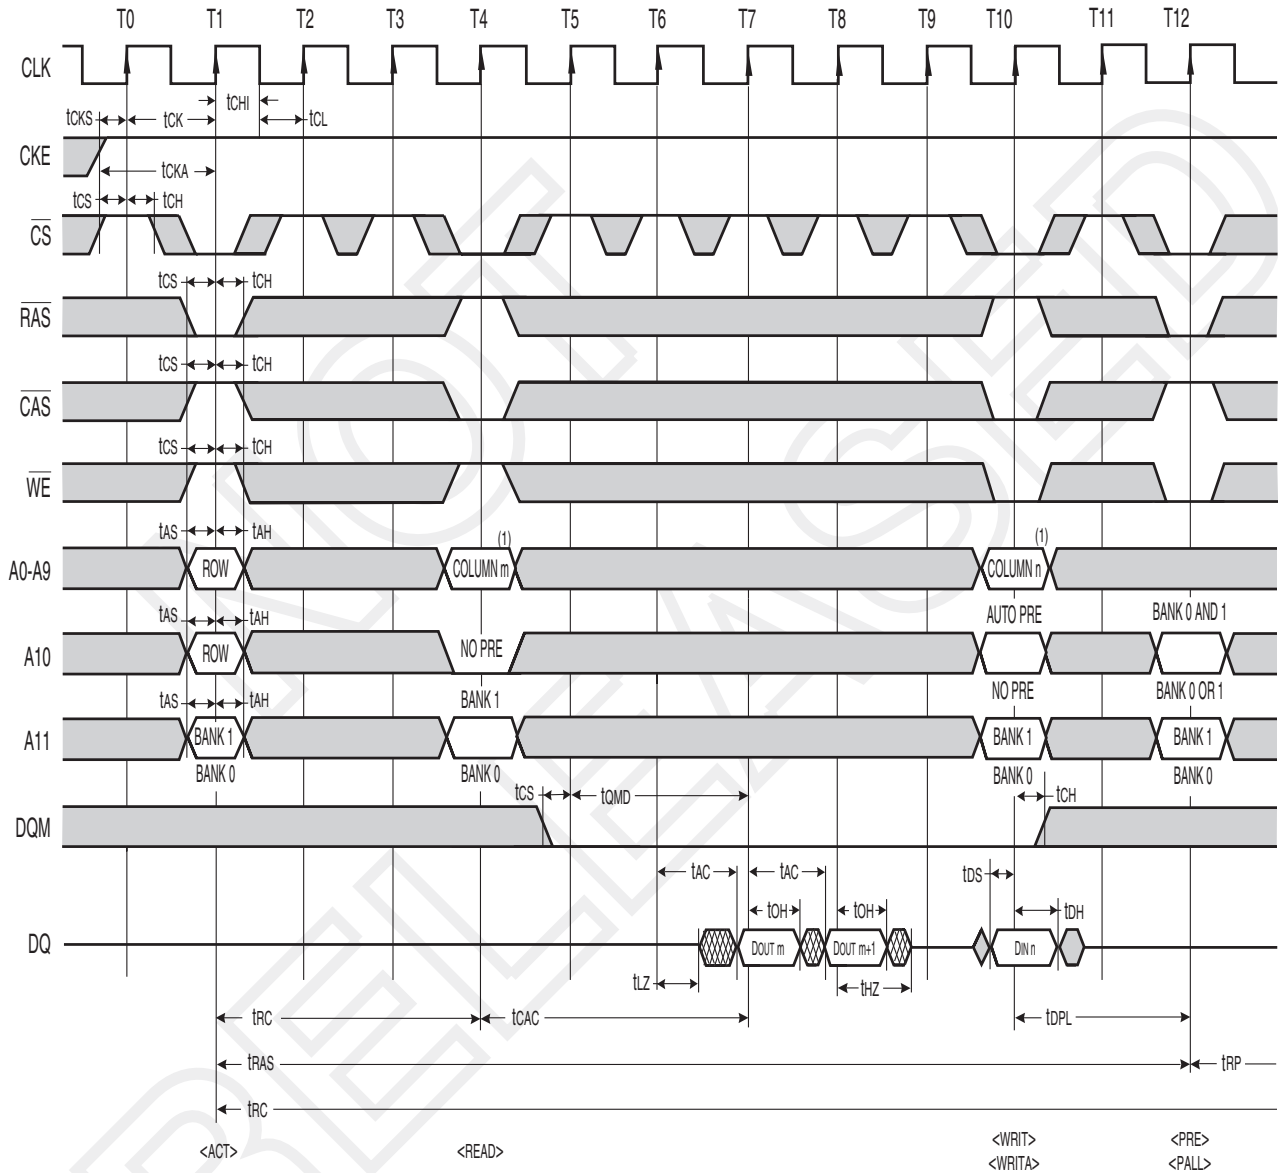 T0 T1 T2 T3 T4 T5 T6 T7 T8 T9 T10 T11 T12
CLK
tCHI
tCKS tCK tCL
CKE
tCKA
tCS tCH
CS
tCS tCH
RAS
tCS tCH
CAS
tCS tCH
WE
tAS tAH (1) (1)
A0-A9 ROW COLUMN m COLUMN n
tAS tAH AUTO PRE BANK 0 AND 1
A10 ROW NO PRE
tAS tAH BANK 1 NO PRE BANK 0 OR 1
A11 BANK 1 BANK 1 BANK 1
BANK 0 BANK 0 BANK 0 BANK 0
tCS tQMD tCH
DQM
tAC tAC tDS
tOH tOH tDH
DQ DOUT m DOUT m+1 DIN n
tLZ tHZ
tRC tCAC tDPL
tRAS tRP
tRC
<ACT> <READ> <WRIT> <PRE>
<WRITA> <PALL>
NOT
RELEASED